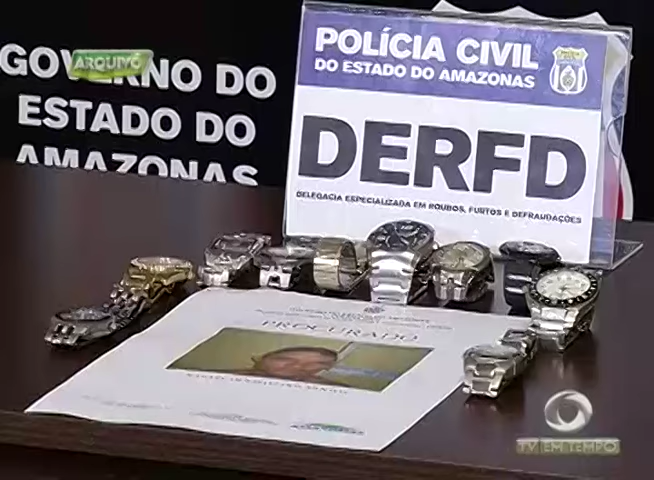 GOVERNO DO
ESTADO DO
AMAZONAS
ARQUIVO
POLÍCIA CIVIL
DO ESTADO DO AMAZONAS
DERFD
DELEGACIA ESPECIALIZADA EM ROUBOS, FURTOS E DEFRAUDAÇÕES
PROCURADO
TV EM TEMPO